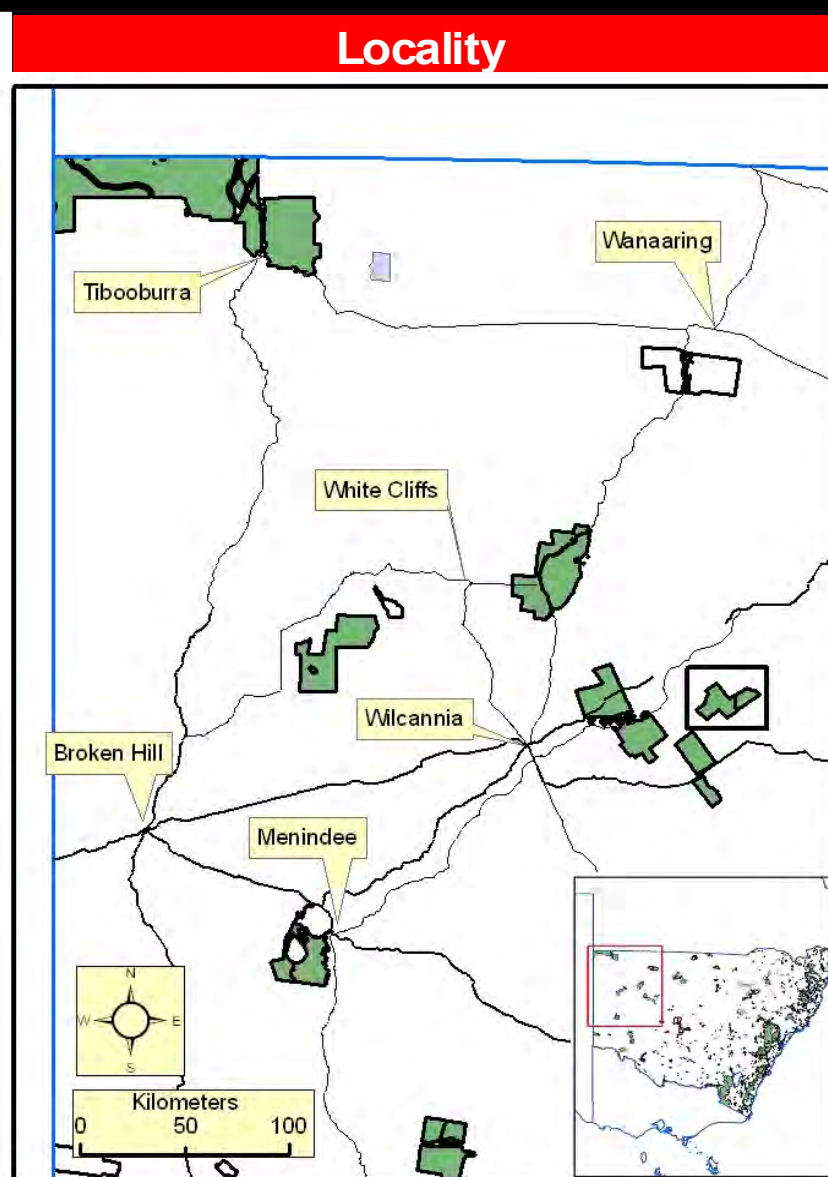 Locality
Wanaaring
Tibooburra
White Cliffs
Wilcannia
Broken Hill
Menindee
N
W E
S
Kilometers
0 50 100